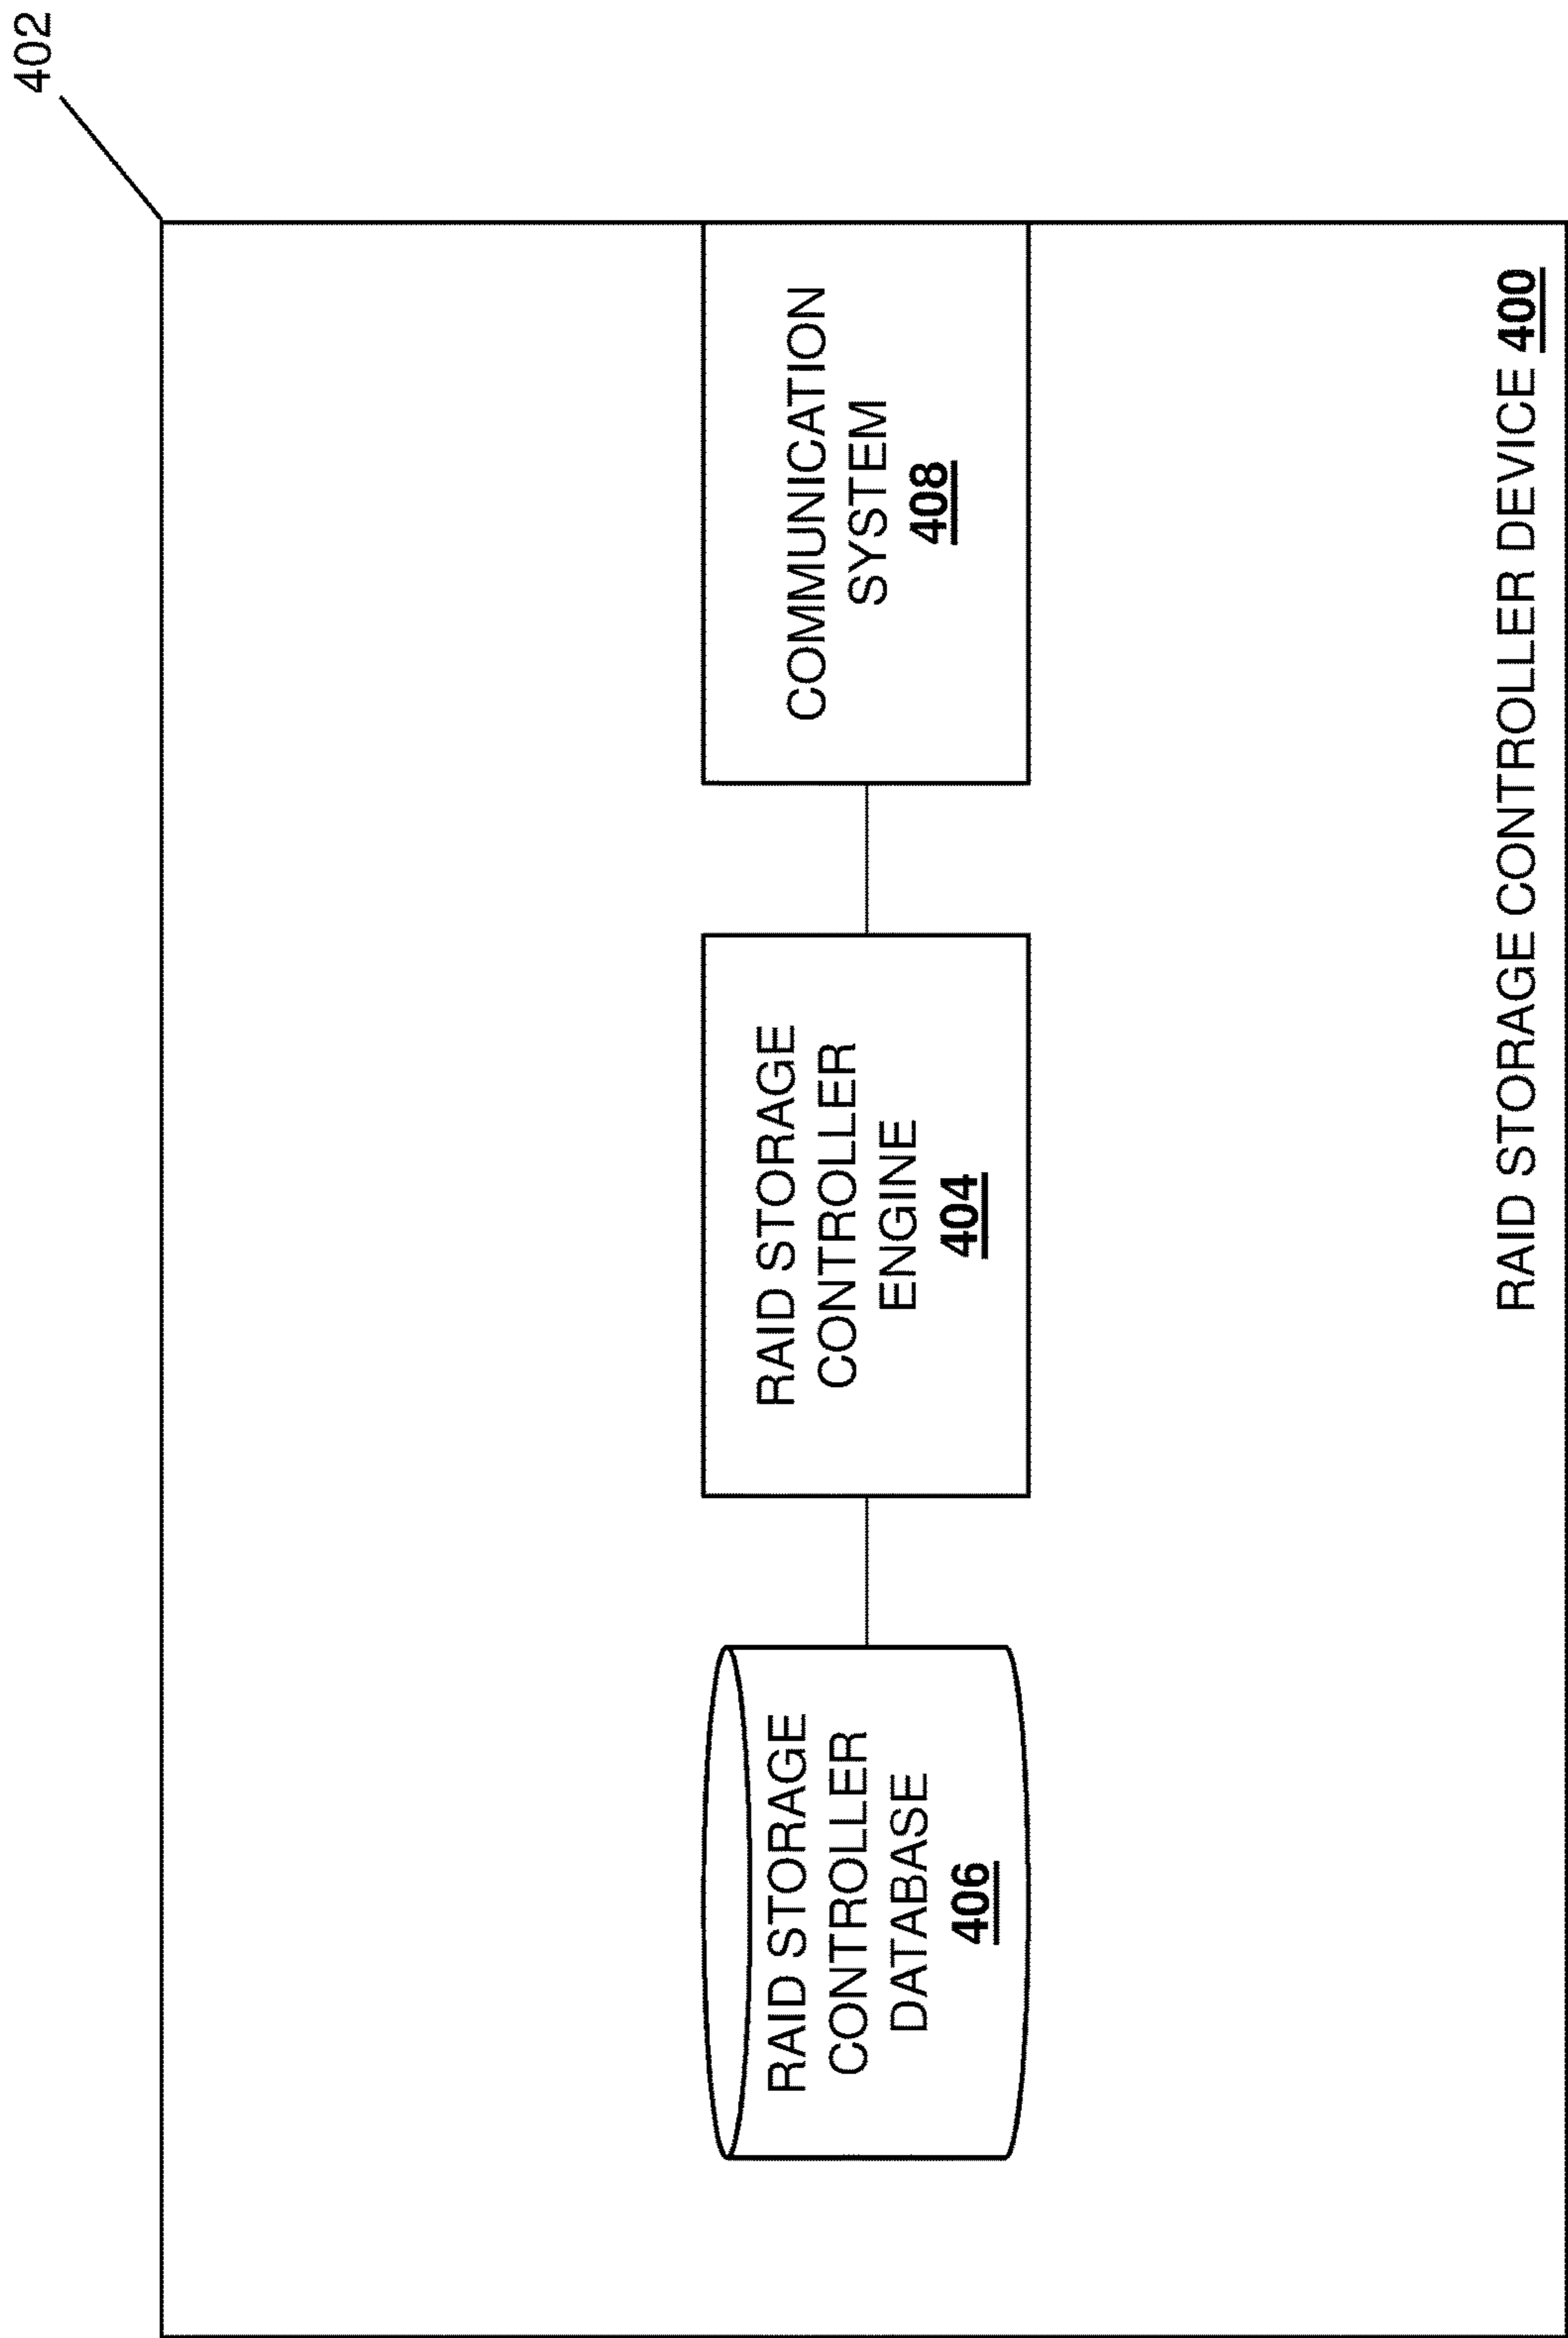 402
RAID STORAGE
CONTROLLER
DATABASE
406
RAID STORAGE
CONTROLLER
ENGINE
404
COMMUNICATION
SYSTEM
408
RAID STORAGE CONTROLLER DEVICE 400